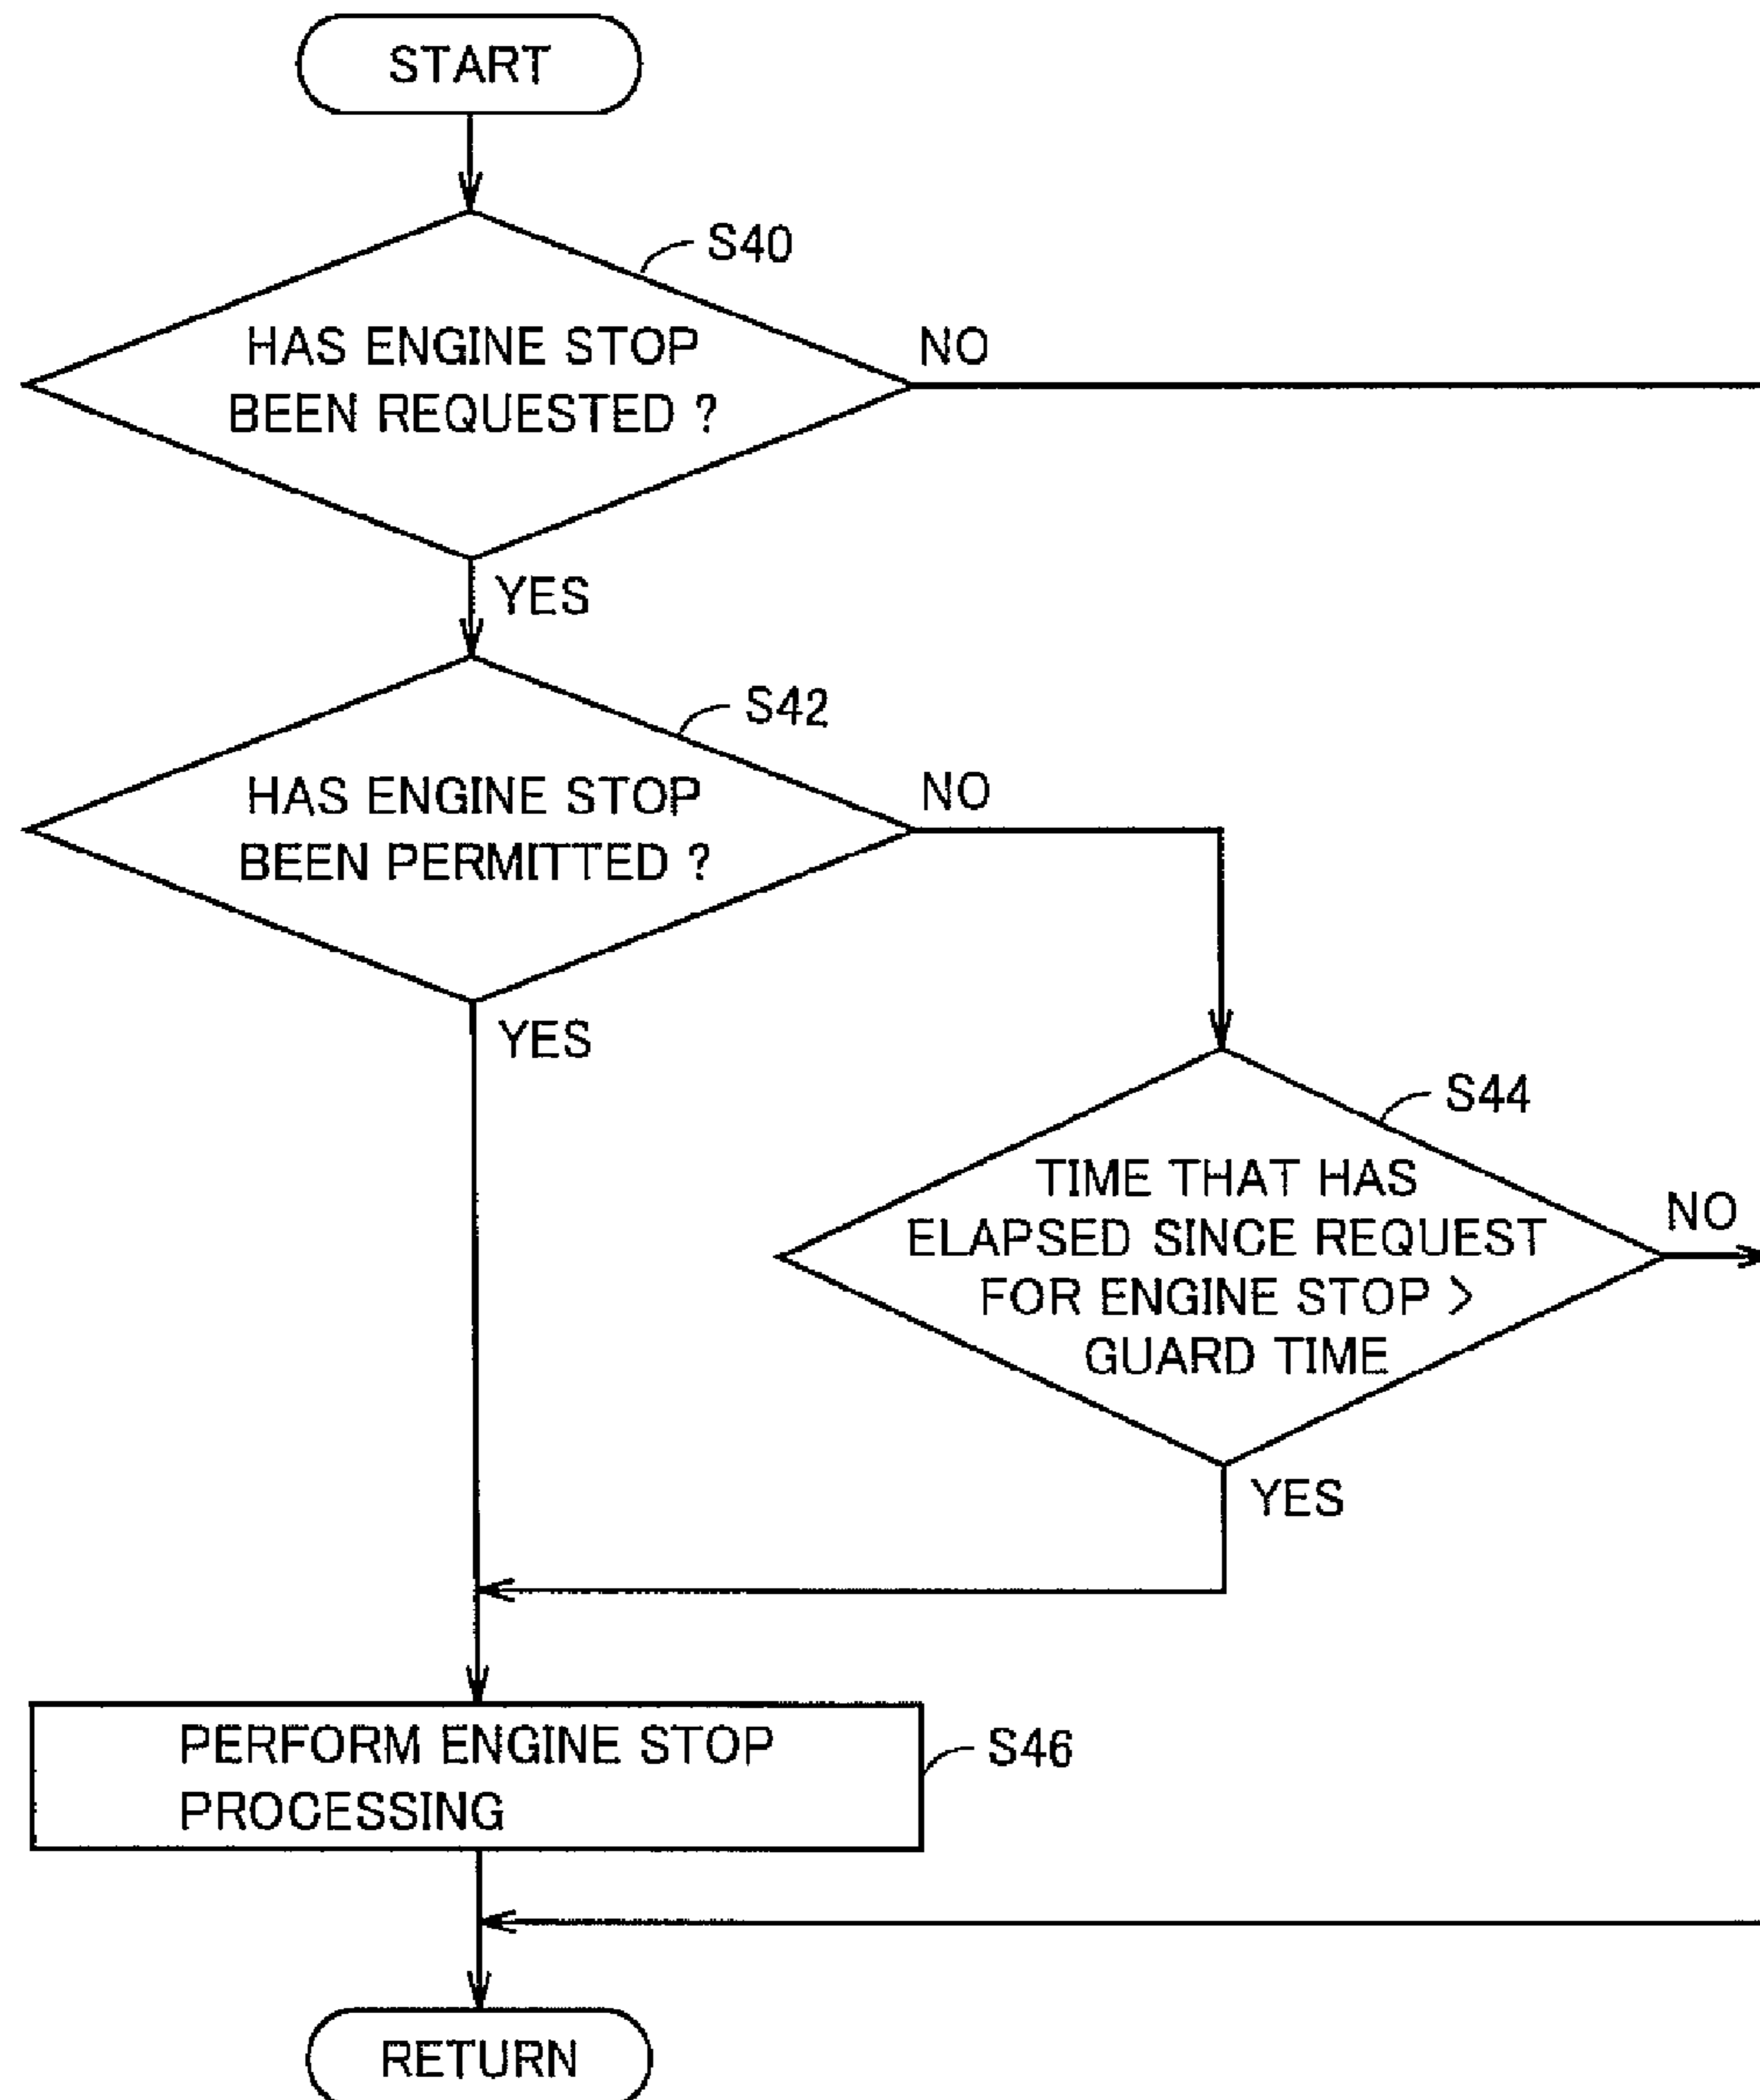 START
S40
HAS ENGINE STOP
BEEN REQUESTED ?
NO
YES
S42
HAS ENGINE STOP
BEEN PERMITTED ?
NO
YES
S44
TIME THAT HAS
ELAPSED SINCE REQUEST
FOR ENGINE STOP >
GUARD TIME
NO
YES
PERFORM ENGINE STOP
PROCESSING
S46
RETURN